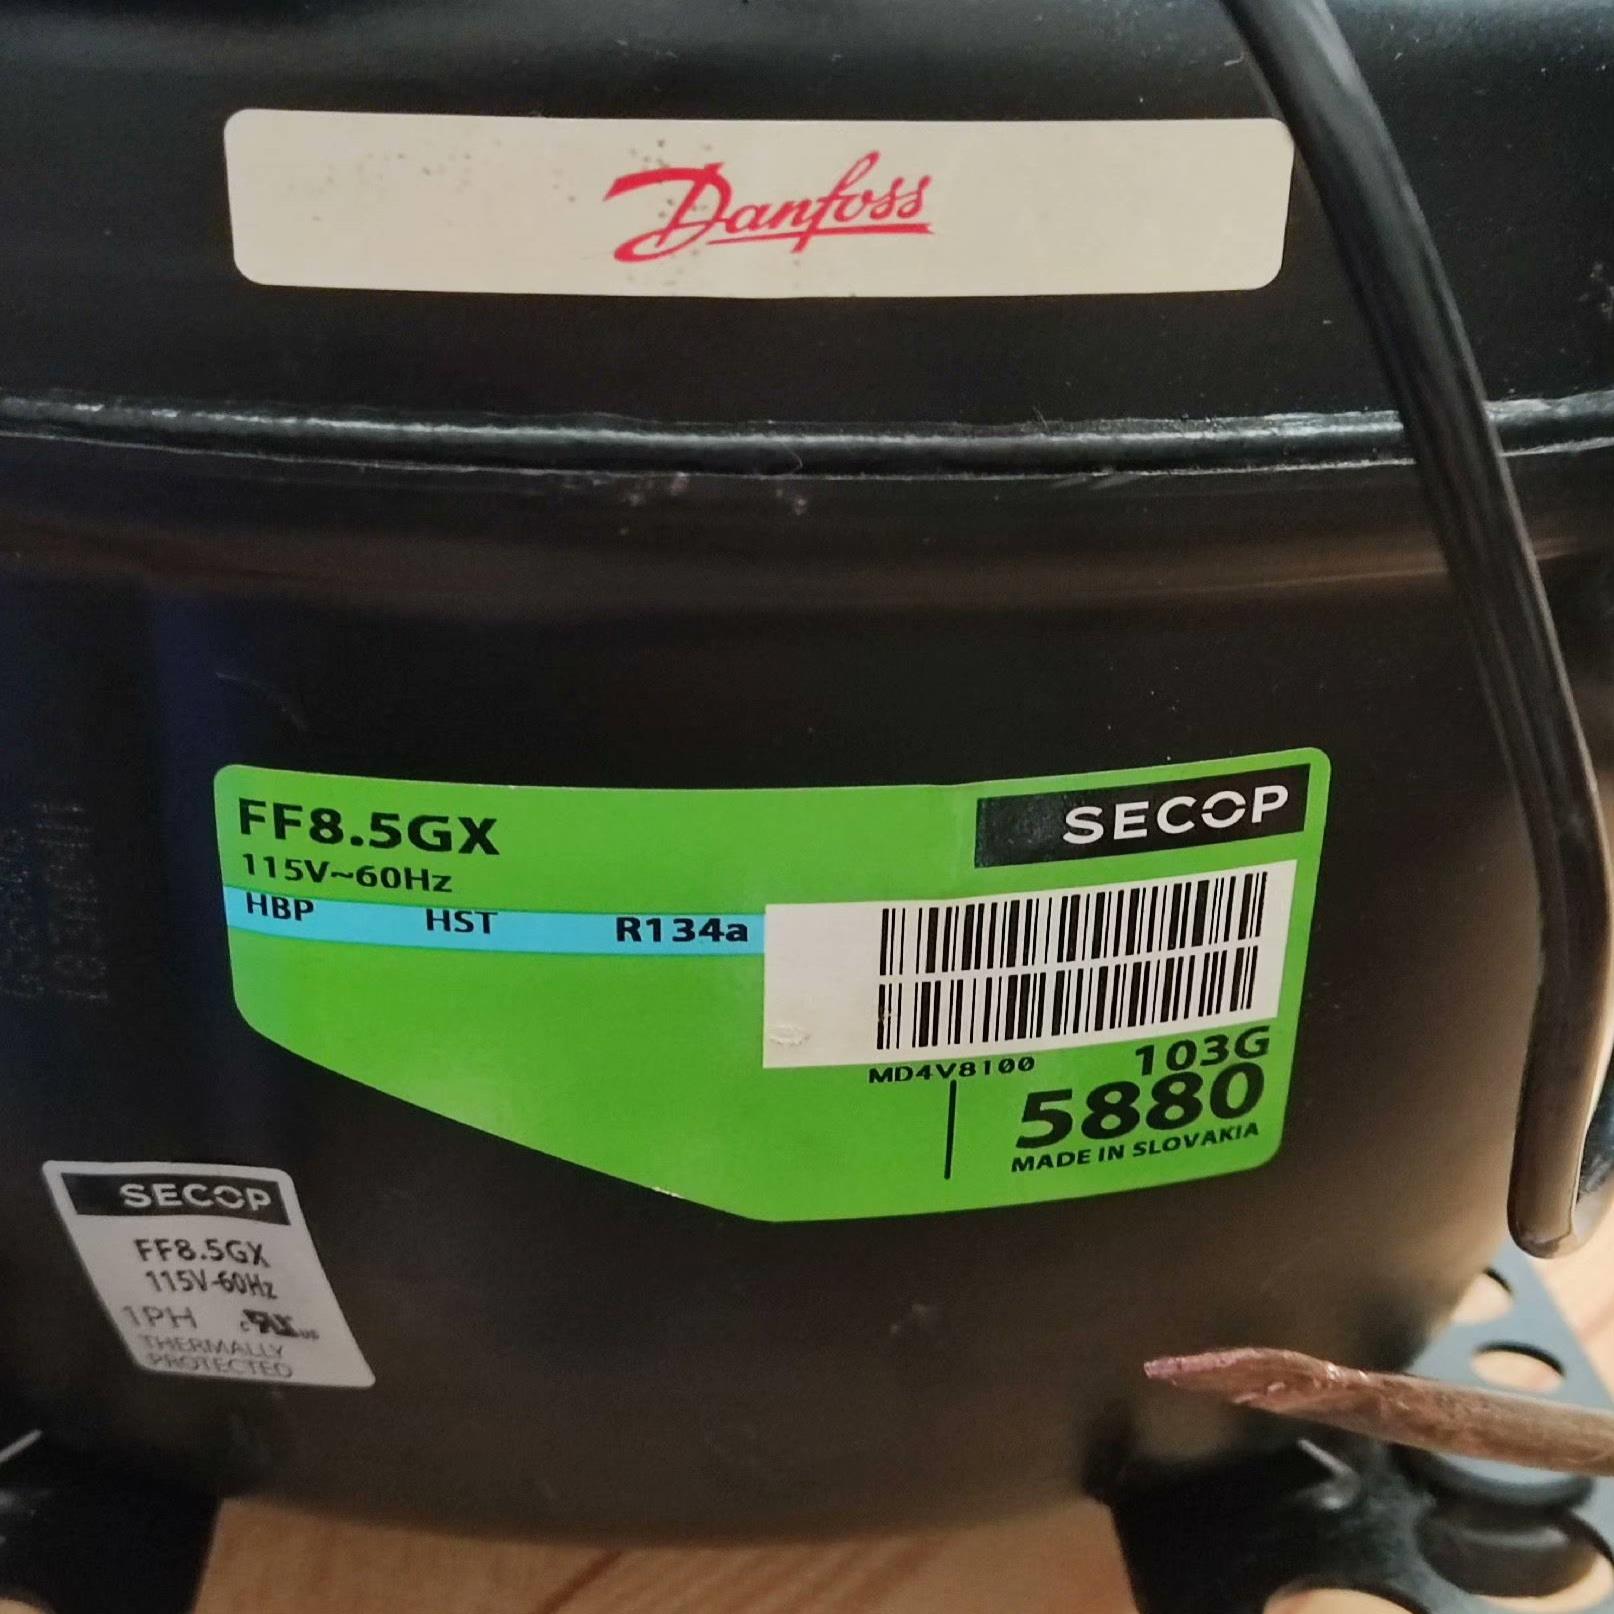 Danfoss
FF8.5GX
SECOP
115V~60Hz
HBP HST R134a
MD4V8100
103G
5880
MADE IN SLOVAKIA
SECOP
FF8.5GX
115V~60Hz
1PH c US
THERMALLY
PROTECTED